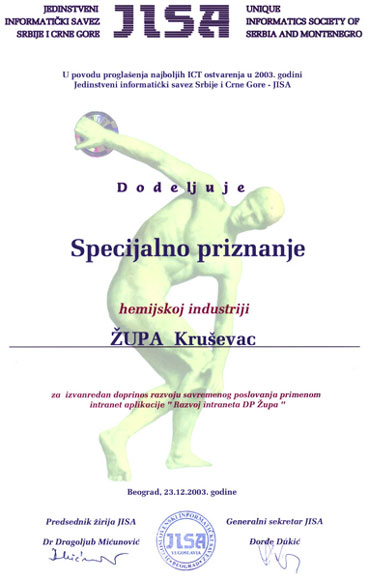 JEDINSTVENI
INFORMATIČKI SAVEZ
SRBIJE I CRNE GORE
JISA
UNIQUE
INFORMATICS SOCIETY OF
SERBIA AND MONTENEGRO
U povodu proglašenja najboljih ICT ostvarenja u 2003. godini
Jedinstveni informatički savez Srbije i Crne Gore - JISA
Dodeljuje
Specijalno priznanje
hemijskoj industriji
ŽUPA Kruševac
za izvanredan doprinos razvoju savremenog poslovanja primenom
intranet aplikacije " Razvoj intraneta DP Župa "
Beograd, 23.12.2003. godine
Predsednik žirija JISA
Dr Dragoljub Mićunović
JISA
Generalni sekretar JISA
Đorđe Dukić